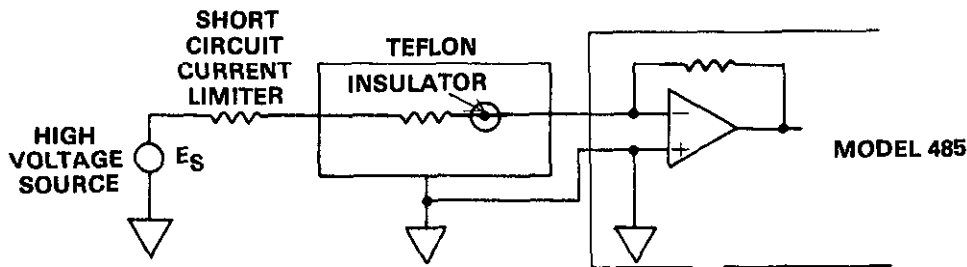 SHORT
CIRCUIT
CURRENT
LIMITER
TEFLON
INSULATOR
HIGH
VOLTAGE
SOURCE
ES
−
+
MODEL 485